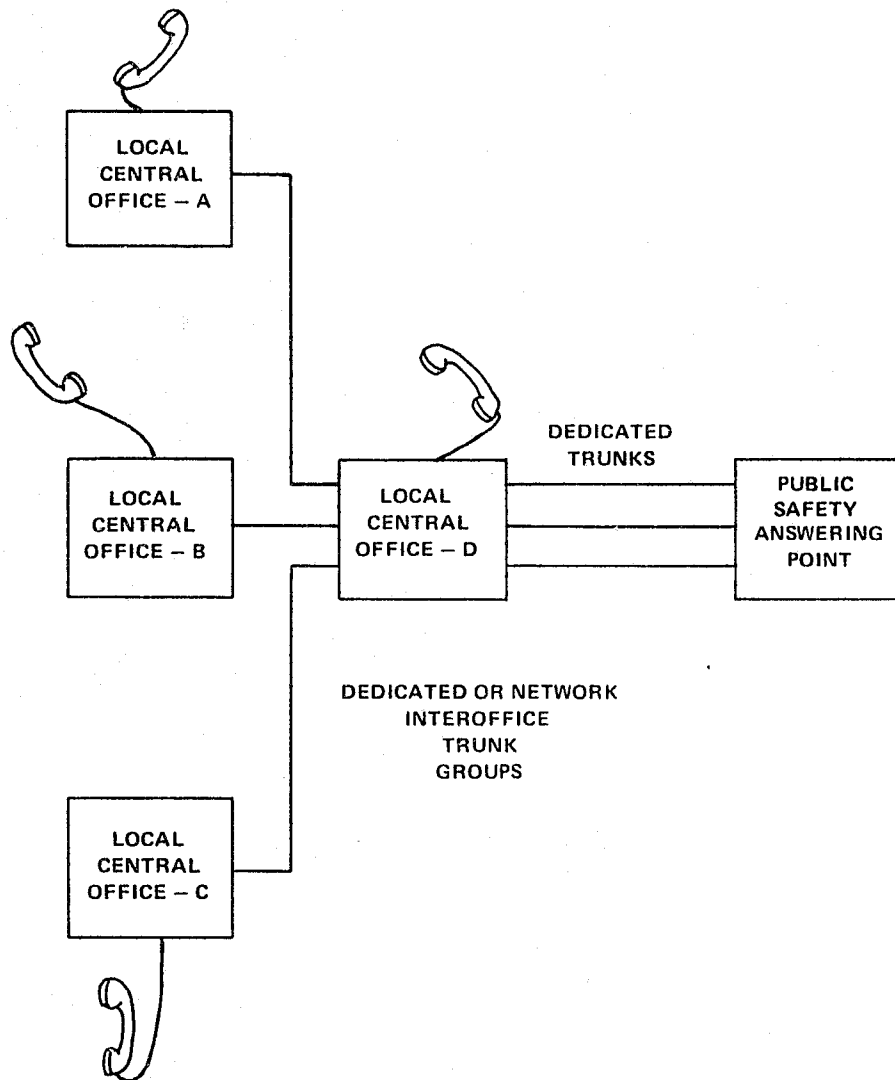 LOCAL
CENTRAL
OFFICE – A
LOCAL
CENTRAL
OFFICE – B
LOCAL
CENTRAL
OFFICE – D
DEDICATED
TRUNKS
PUBLIC
SAFETY
ANSWERING
POINT
DEDICATED OR NETWORK
INTEROFFICE
TRUNK
GROUPS
LOCAL
CENTRAL
OFFICE – C